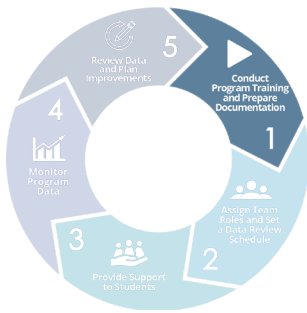 Conduct
Program Training
and Prepare
Documentation
1
Assign Team
Roles and Set
a Data Review
Schedule
2
Provide Support
to Students
3
Monitor
Program
Data
4
Review Data
and Plan
Improvements
5